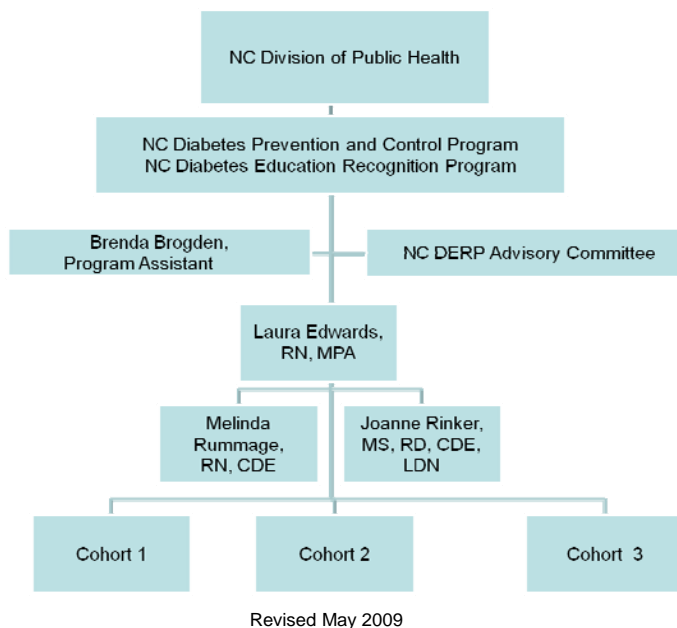 NC Division of Public Health
NC Diabetes Prevention and Control Program
NC Diabetes Education Recognition Program
Brenda Brogden,
Program Assistant
NC DERP Advisory Committee
Laura Edwards,
RN, MPA
Melinda
Rummage,
RN, CDE
Joanne Rinker,
MS, RD, CDE,
LDN
Cohort 1
Cohort 2
Cohort 3
Revised May 2009